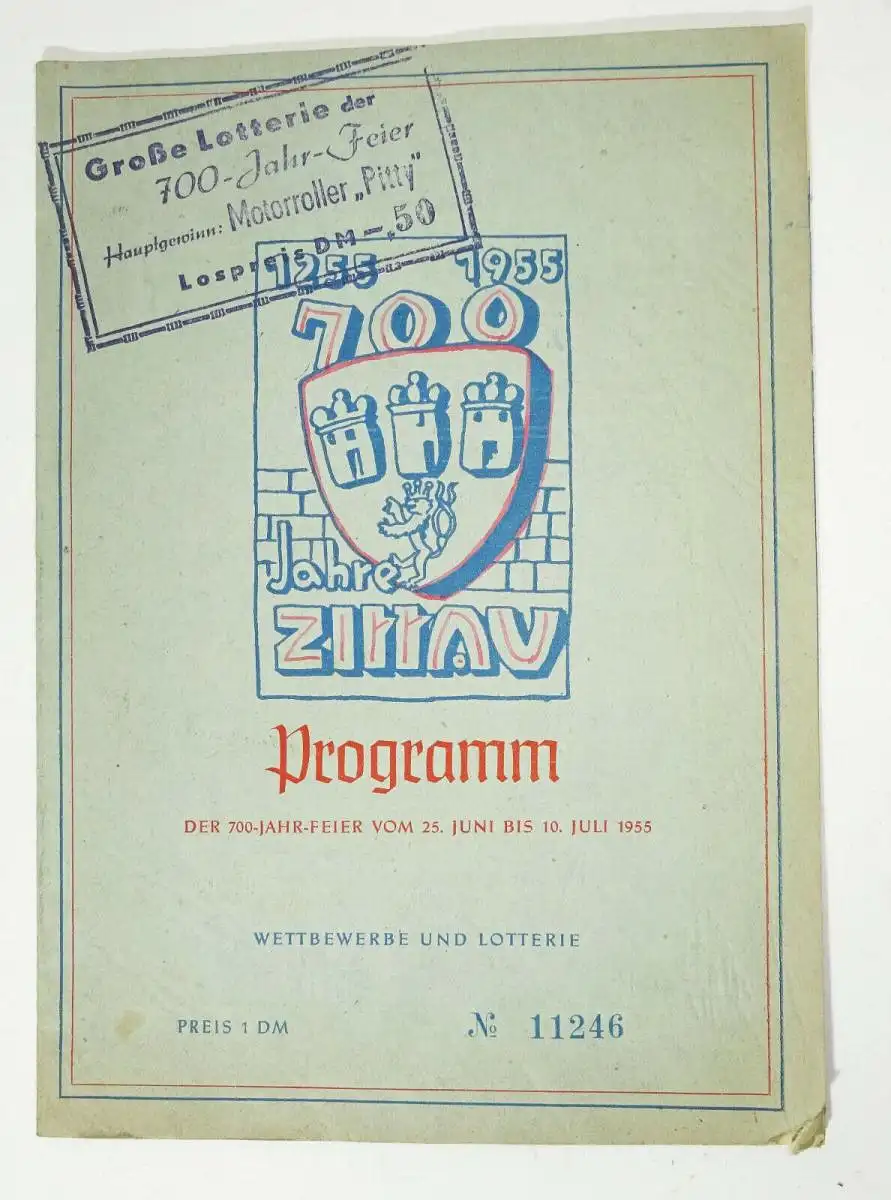 Große Lotterie der
700-Jahr-Feier
Hauptgewinn: Motorroller „Pitty“
Lospreis DM —,50
1255 1955
700
Jahre
ZITTAU
Programm
DER 700-JAHR-FEIER VOM 25. JUNI BIS 10. JULI 1955
WETTBEWERBE UND LOTTERIE
PREIS 1 DM
№ 11246